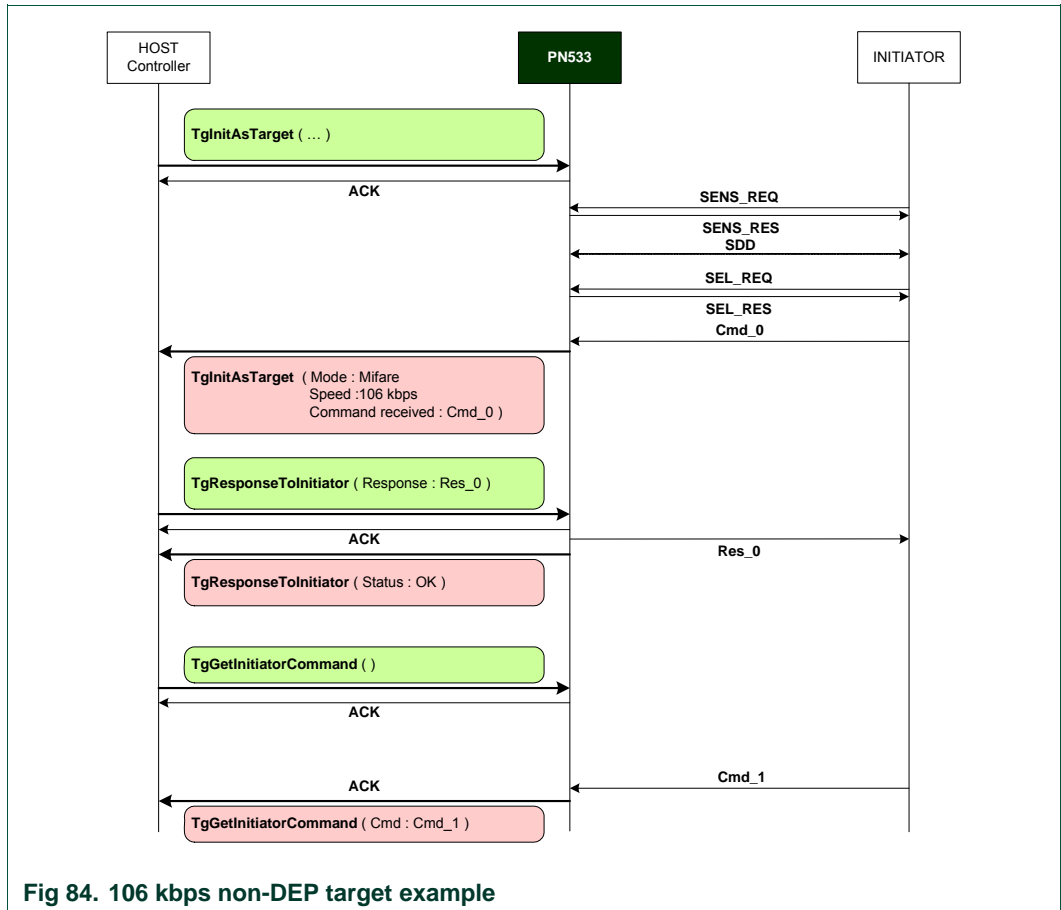 HOST
Controller
PN533
INITIATOR
TgInitAsTarget ( … )
ACK
SENS_REQ
SENS_RES
SDD
SEL_REQ
SEL_RES
Cmd_0
TgInitAsTarget ( Mode : Mifare
Speed :106 kbps
Command received : Cmd_0 )
TgResponseToInitiator ( Response : Res_0 )
ACK
Res_0
TgResponseToInitiator ( Status : OK )
TgGetInitiatorCommand ( )
ACK
Cmd_1
ACK
TgGetInitiatorCommand ( Cmd : Cmd_1 )
Fig 84. 106 kbps non-DEP target example